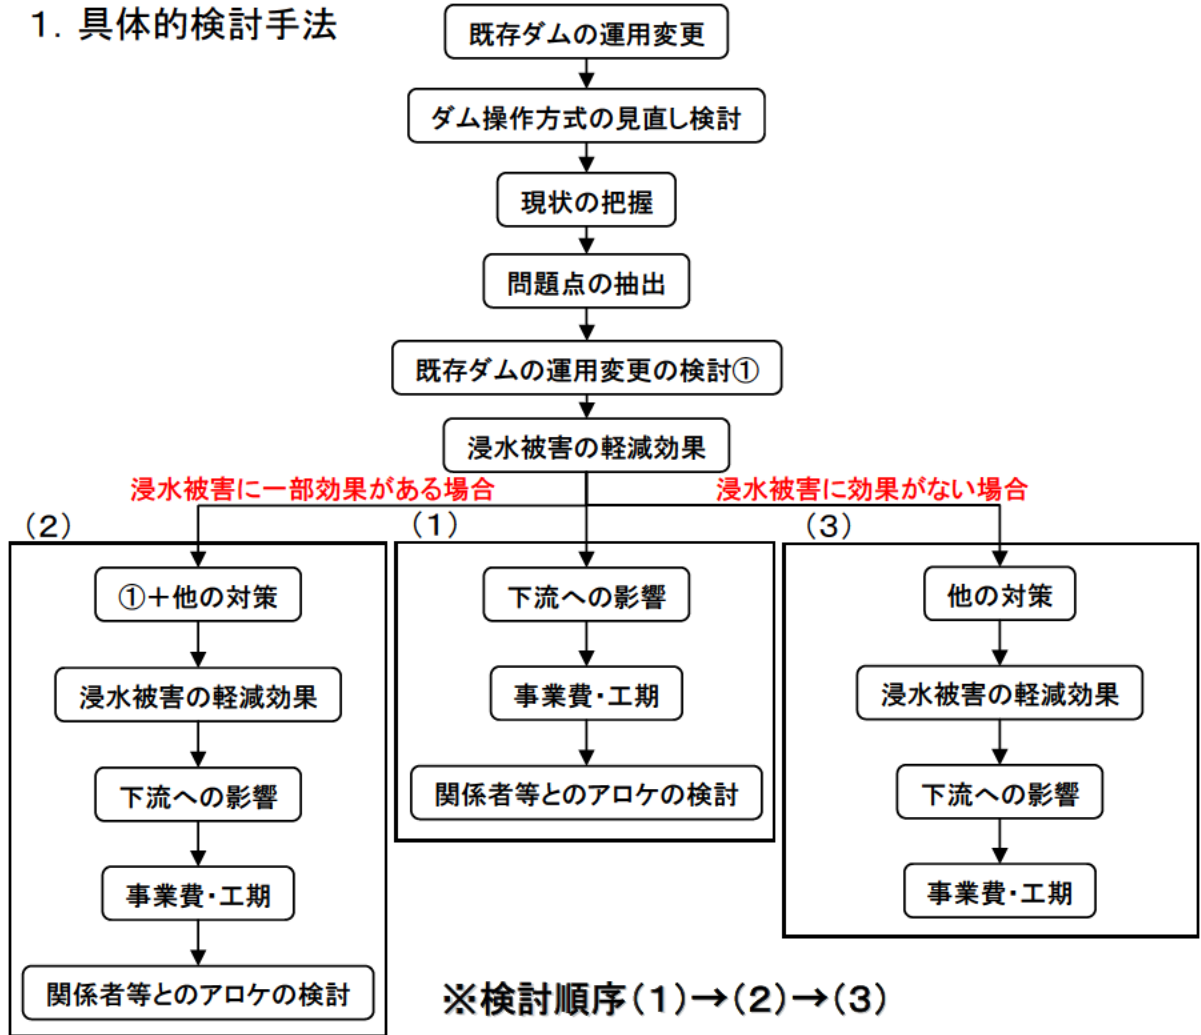 1．具体的検討手法
既存ダムの運用変更
ダム操作方式の見直し検討
現状の把握
問題点の抽出
既存ダムの運用変更の検討①
浸水被害の軽減効果
浸水被害に一部効果がある場合
浸水被害に効果がない場合
（2）
①＋他の対策
浸水被害の軽減効果
下流への影響
事業費・工期
関係者等とのアロケの検討
（1）
下流への影響
事業費・工期
関係者等とのアロケの検討
（3）
他の対策
浸水被害の軽減効果
下流への影響
事業費・工期
※検討順序（1）→（2）→（3）